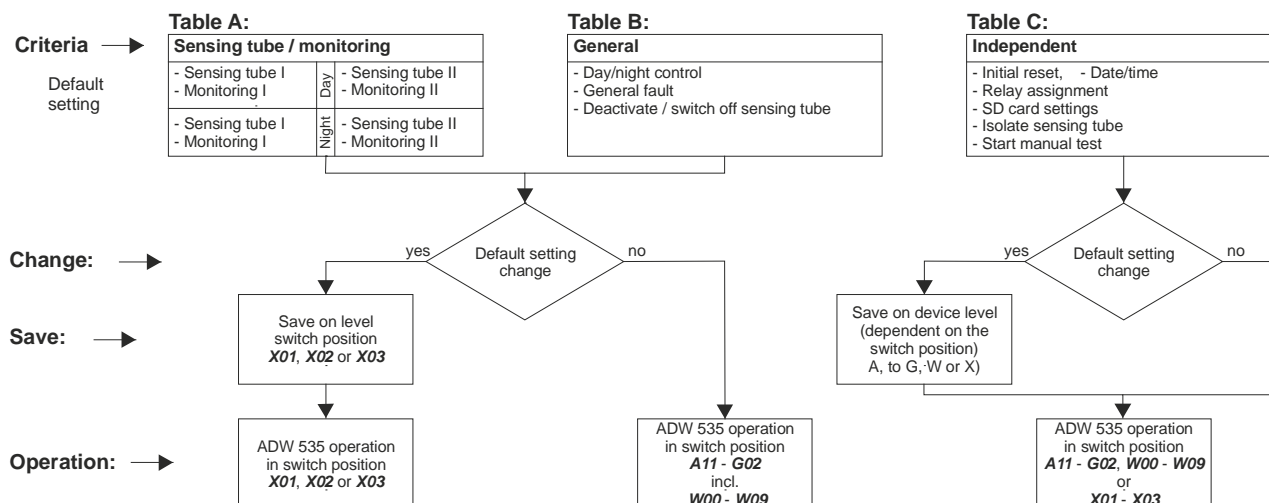 Table A:
Table B:
Table C:
Criteria
Sensing tube / monitoring
General
Independent
Default
setting
- Sensing tube I
- Monitoring I
Day
- Sensing tube II
- Monitoring II
- Sensing tube I
- Monitoring I
Night
- Sensing tube II
- Monitoring II
- Day/night control
- General fault
- Deactivate / switch off sensing tube
- Initial reset, - Date/time
- Relay assignment
- SD card settings
- Isolate sensing tube
- Start manual test
Change:
yes
Default setting
change
no
yes
Default setting
change
Save:
Save on level
switch position
X01, X02 or X03
Save on device level
(dependent on the
switch position)
A, to G, W or X)
Operation:
ADW 535 operation
in switch position
X01, X02 or X03
ADW 535 operation
in switch position
A11 - G02
incl.
W00 - W09
ADW 535 operation
in switch position
A11 - G02, W00 - W09
or
X01 - X03